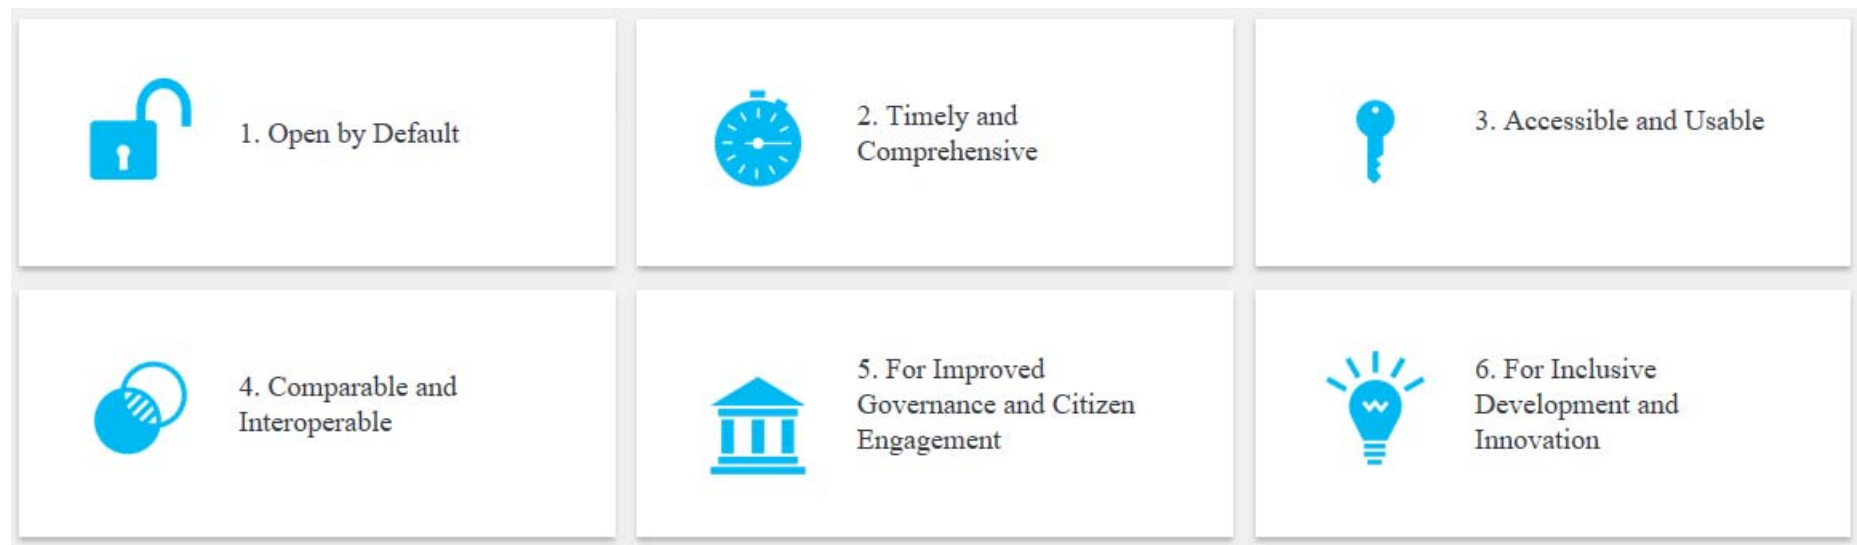 1. Open by Default
2. Timely and
Comprehensive
3. Accessible and Usable
4. Comparable and
Interoperable
5. For Improved
Governance and Citizen
Engagement
6. For Inclusive
Development and
Innovation